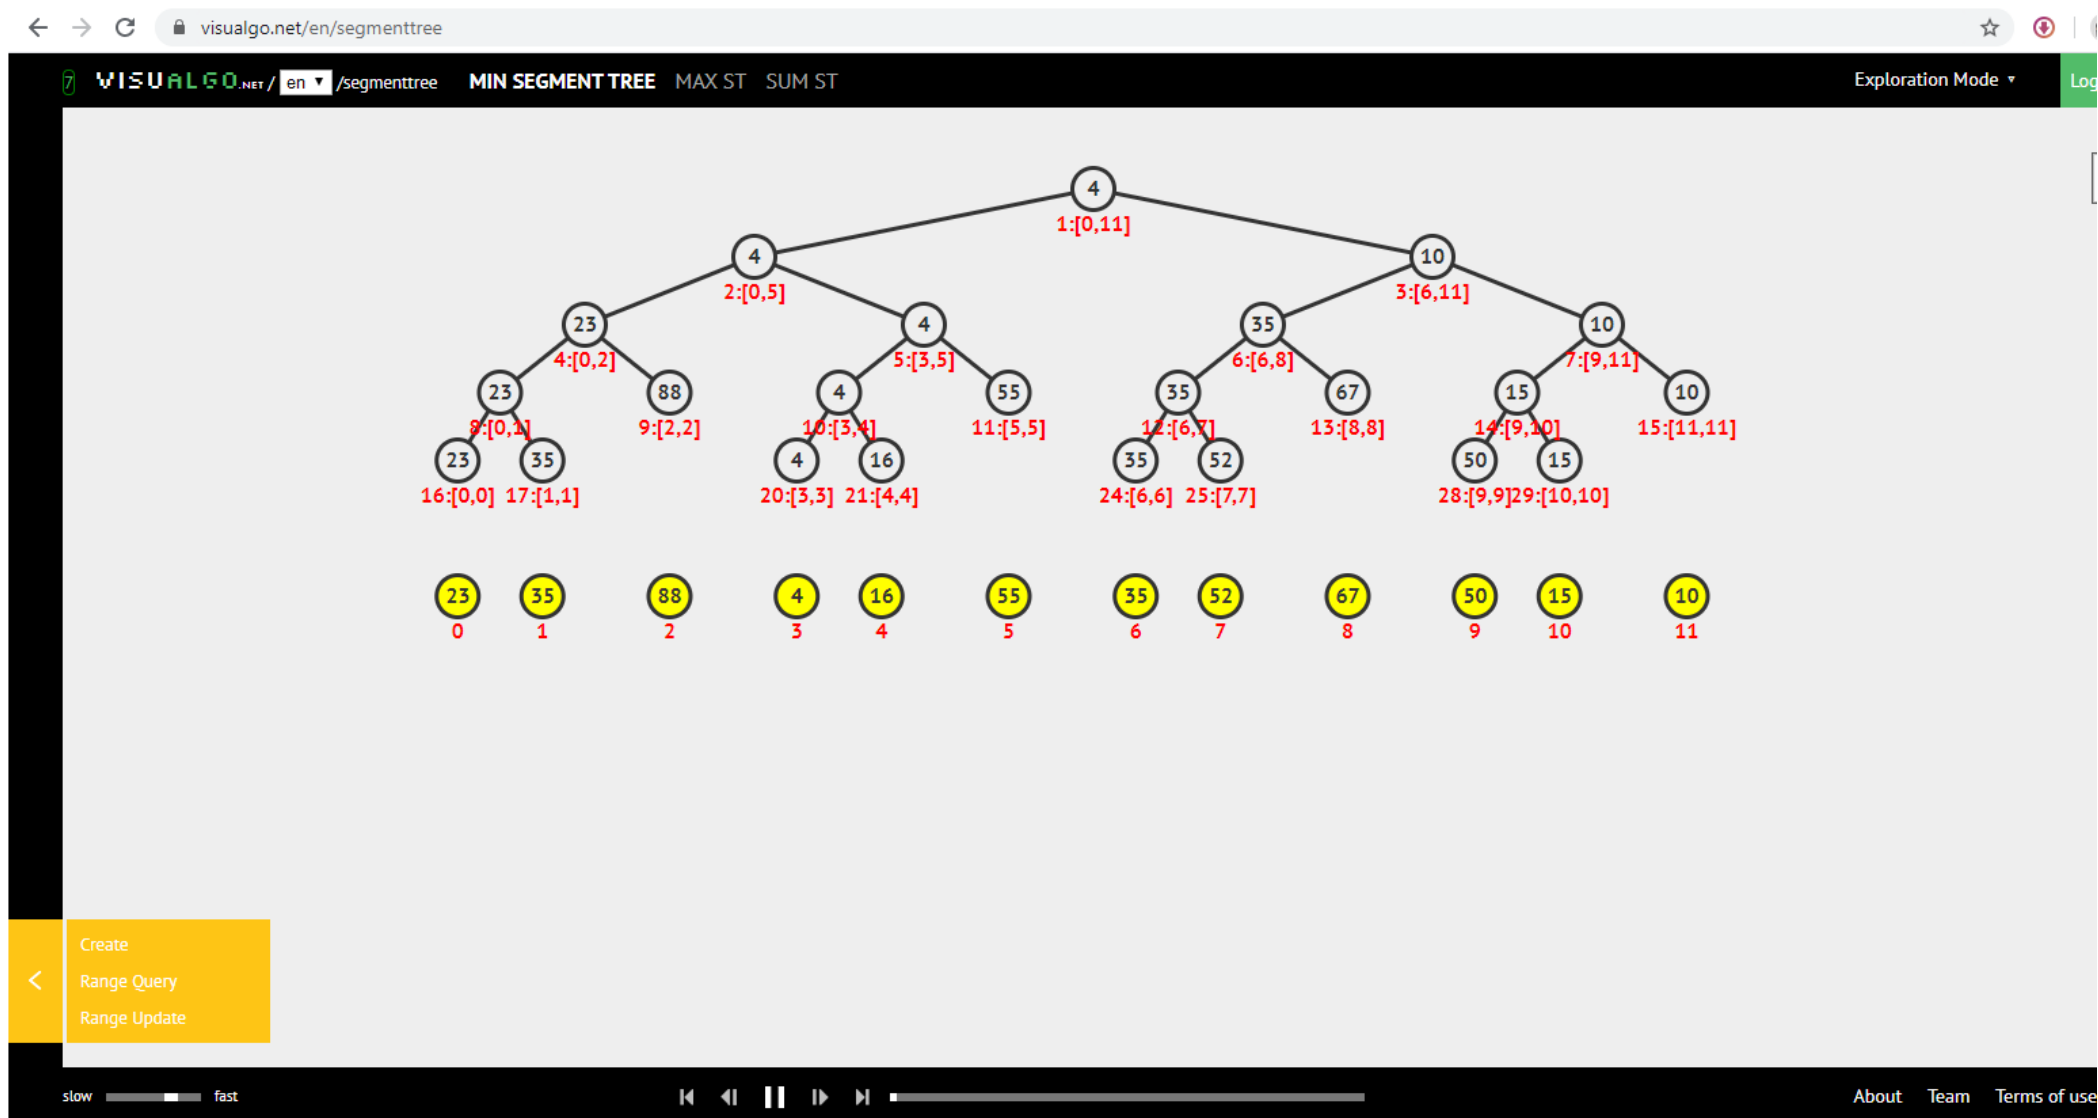 visualgo.net/en/segmenttree
7 VISUALGO.NET / en /segmenttree MIN SEGMENT TREE MAX ST SUM ST Exploration Mode
4
1:[0,11]
4 10
2:[0,5] 3:[6,11]
23 4 35 10
4:[0,2] 5:[3,5] 6:[6,8] 7:[9,11]
23 88 4 55 35 67 15 10
8:[0,1] 9:[2,2] 10:[3,4] 11:[5,5] 12:[6,7] 13:[8,8] 14:[9,10] 15:[11,11]
23 35 4 16 35 52 50 15
16:[0,0] 17:[1,1] 20:[3,3] 21:[4,4] 24:[6,6] 25:[7,7] 28:[9,9] 29:[10,10]
23 35 88 4 16 55 35 52 67 50 15 10
0 1 2 3 4 5 6 7 8 9 10 11
Create
Range Query
Range Update
slow fast About Team Terms of use